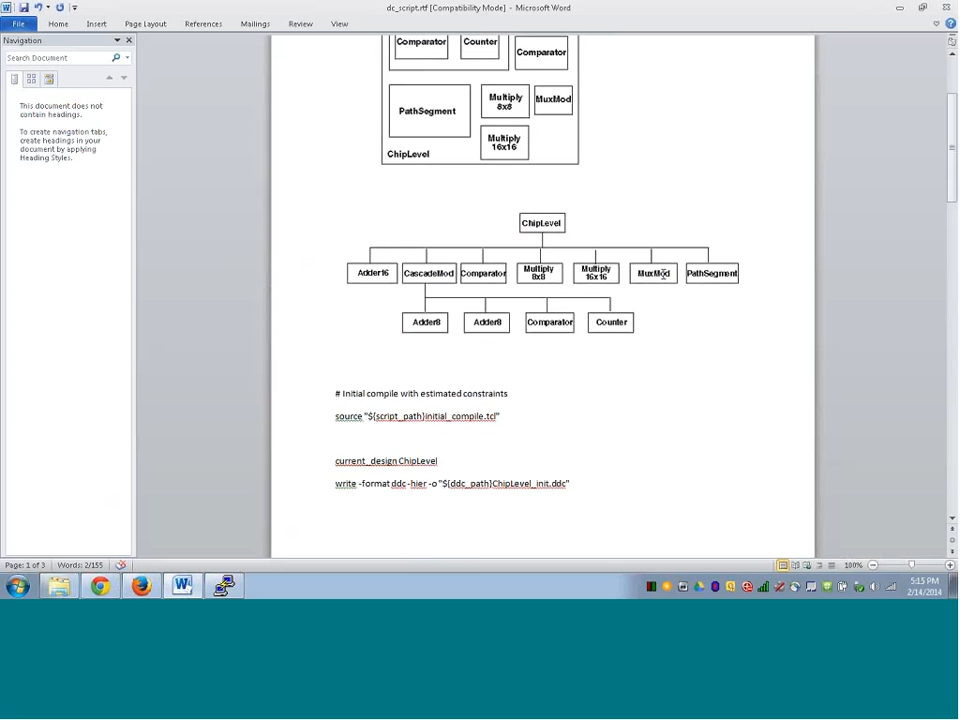 dc_script.rtf [Compatibility Mode] - Microsoft Word
File Home Insert Page Layout References Mailings Review View
Navigation
Search Document
This document does not
contain headings.
To create navigation tabs,
create headings in your
document by applying
Heading Styles.
Comparator
Counter
Comparator
PathSegment
Multiply
8x8
MuxMod
Multiply
16x16
ChipLevel
ChipLevel
Adder16
CascadeMod
Comparator
Multiply
8x8
Multiply
16x16
MuxMod
PathSegment
Adder8
Adder8
Comparator
Counter
# Initial compile with estimated constraints
source "${script_path}initial_compile.tcl"
current_design ChipLevel
write -format ddc -hier -o "${ddc_path}ChipLevel_init.ddc"
Page: 1 of 3 Words: 2/155 100%
5:15 PM
2/14/2014